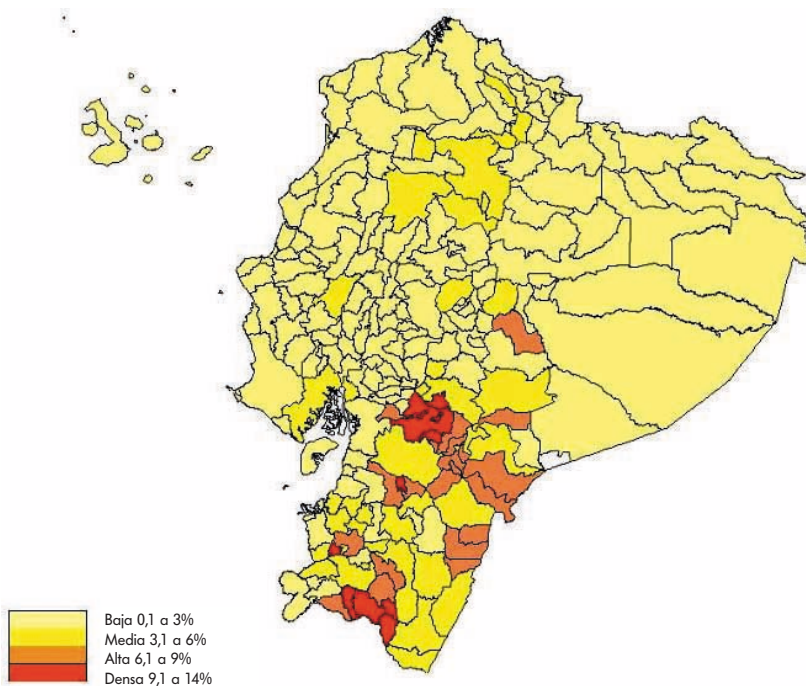 Baja 0,1 a 3%
Media 3,1 a 6%
Alta 6,1 a 9%
Densa 9,1 a 14%